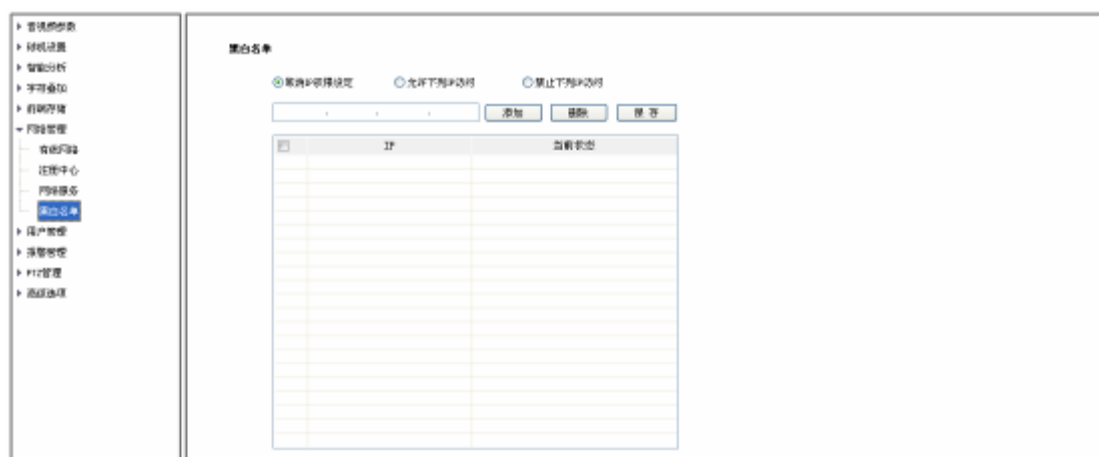 音视频参数
球机设置
智能分析
字符叠加
前端存储
网络管理
有线网络
注册中心
网络服务
黑白名单
用户管理
报警管理
PTZ管理
高级选项
黑白名单
取消IP权限设定 允许下列IP访问 禁止下列IP访问
添加 删除 保存
IP 当前状态